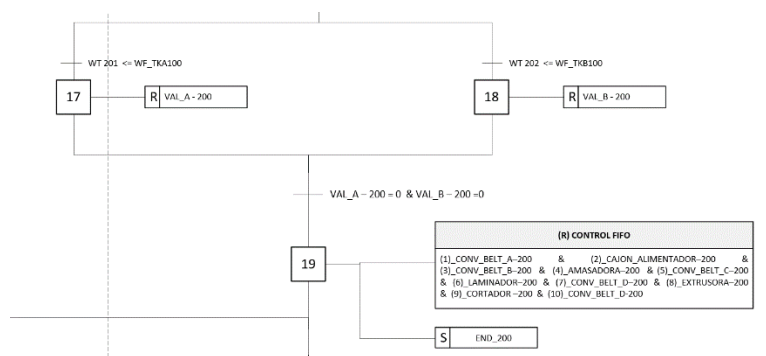 WT 201 <= WF_TKA100
WT 202 <= WF_TKB100
17
R VAL_A - 200
18
R VAL_B - 200
VAL_A – 200 = 0 & VAL_B – 200 =0
19
(R) CONTROL FIFO
(1)_CONV_BELT_A–200 & (2)_CAJON_ALIMENTADOR–200 &
(3)_CONV_BELT_B–200 & (4)_AMASADORA–200 & (5)_CONV_BELT_C–200
& (6)_LAMINADOR–200 & (7)_CONV_BELT_D–200 & (8)_EXTRUSORA–200
& (9)_CORTADOR –200 & (10)_CONV_BELT_D-200
S END_200